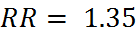 RR = 1.35